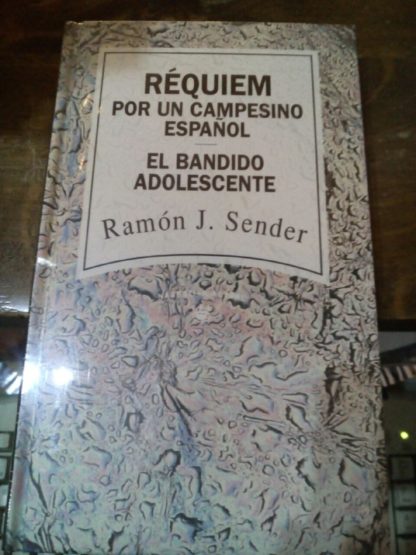 RÉQUIEM
POR UN CAMPESINO
ESPAÑOL
EL BANDIDO
ADOLESCENTE
Ramón J. Sender